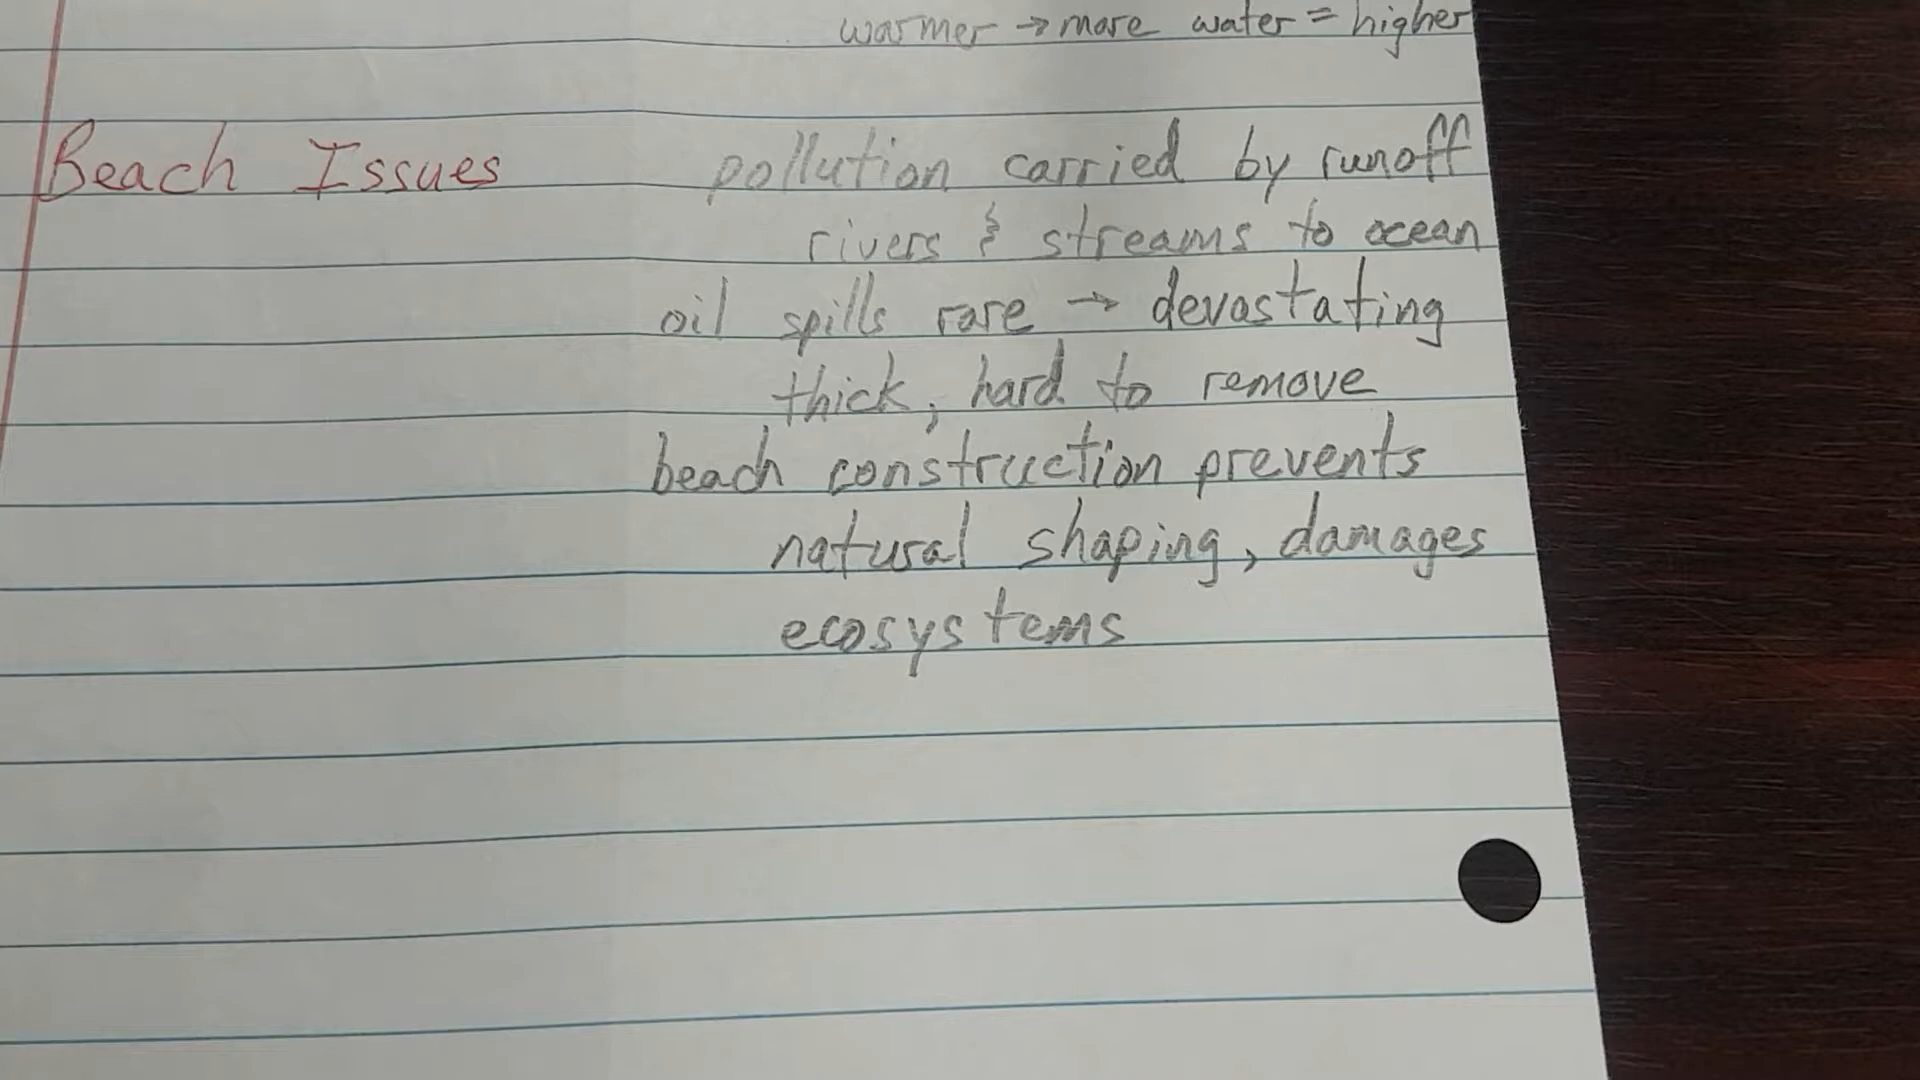 warmer → more water = higher
Beach Issues pollution carried by runoff
rivers & streams to ocean
oil spills rare → devastating
thick, hard to remove
beach construction prevents
natural shaping, damages
ecosystems